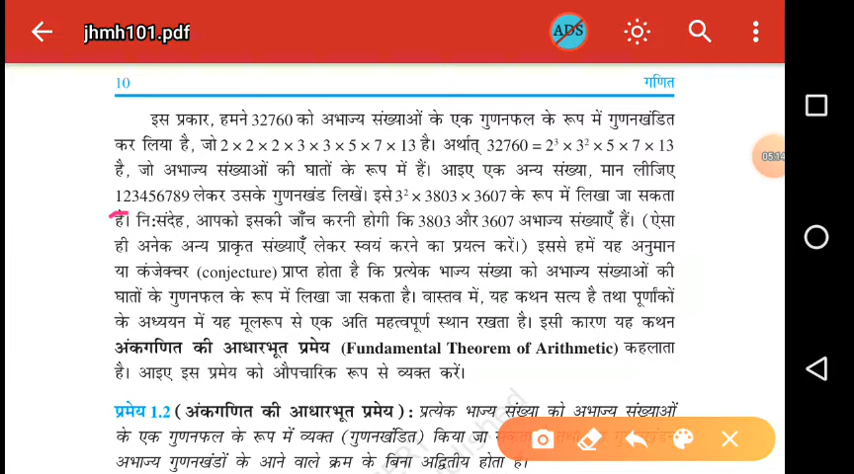 jhmh101.pdf
ADS
10 गणित
इस प्रकार, हमने 32760 को अभाज्य संख्याओं के एक गुणनफल के रूप में गुणनखंडित
कर लिया है, जो 2 × 2 × 2 × 3 × 3 × 5 × 7 × 13 है। अर्थात् 32760 = 2³ × 3² × 5 × 7 × 13
है, जो अभाज्य संख्याओं की घातों के रूप में हैं। आइए एक अन्य संख्या, मान लीजिए
123456789 लेकर उसके गुणनखंड लिखें। इसे 3² × 3803 × 3607 के रूप में लिखा जा सकता
है। नि:संदेह, आपको इसकी जाँच करनी होगी कि 3803 और 3607 अभाज्य संख्याएँ हैं। (ऐसा
ही अनेक अन्य प्राकृत संख्याएँ लेकर स्वयं करने का प्रयत्न करें।) इससे हमें यह अनुमान
या कंजेक्चर (conjecture) प्राप्त होता है कि प्रत्येक भाज्य संख्या को अभाज्य संख्याओं की
घातों के गुणनफल के रूप में लिखा जा सकता है। वास्तव में, यह कथन सत्य है तथा पूर्णांकों
के अध्ययन में यह मूलरूप से एक अति महत्वपूर्ण स्थान रखता है। इसी कारण यह कथन
अंकगणित की आधारभूत प्रमेय (Fundamental Theorem of Arithmetic) कहलाता
है। आइए इस प्रमेय को औपचारिक रूप से व्यक्त करें।
प्रमेय 1.2 (अंकगणित की आधारभूत प्रमेय) : प्रत्येक भाज्य संख्या को अभाज्य संख्याओं
के एक गुणनफल के रूप में व्यक्त (गुणनखंडित) किया जा
अभाज्य गुणनखंडों के आने वाले क्रम के बिना अद्वितीय होता है।
05:14